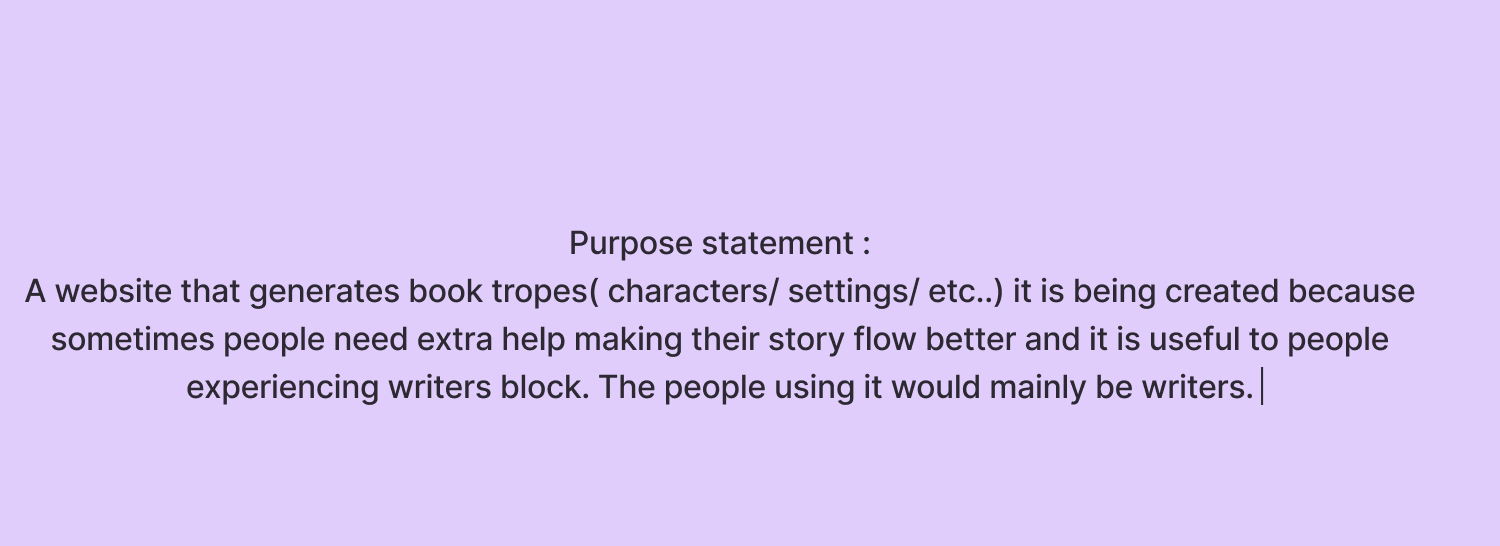 Purpose statement :
A website that generates book tropes( characters/ settings/ etc..) it is being created because
sometimes people need extra help making their story flow better and it is useful to people
experiencing writers block. The people using it would mainly be writers.